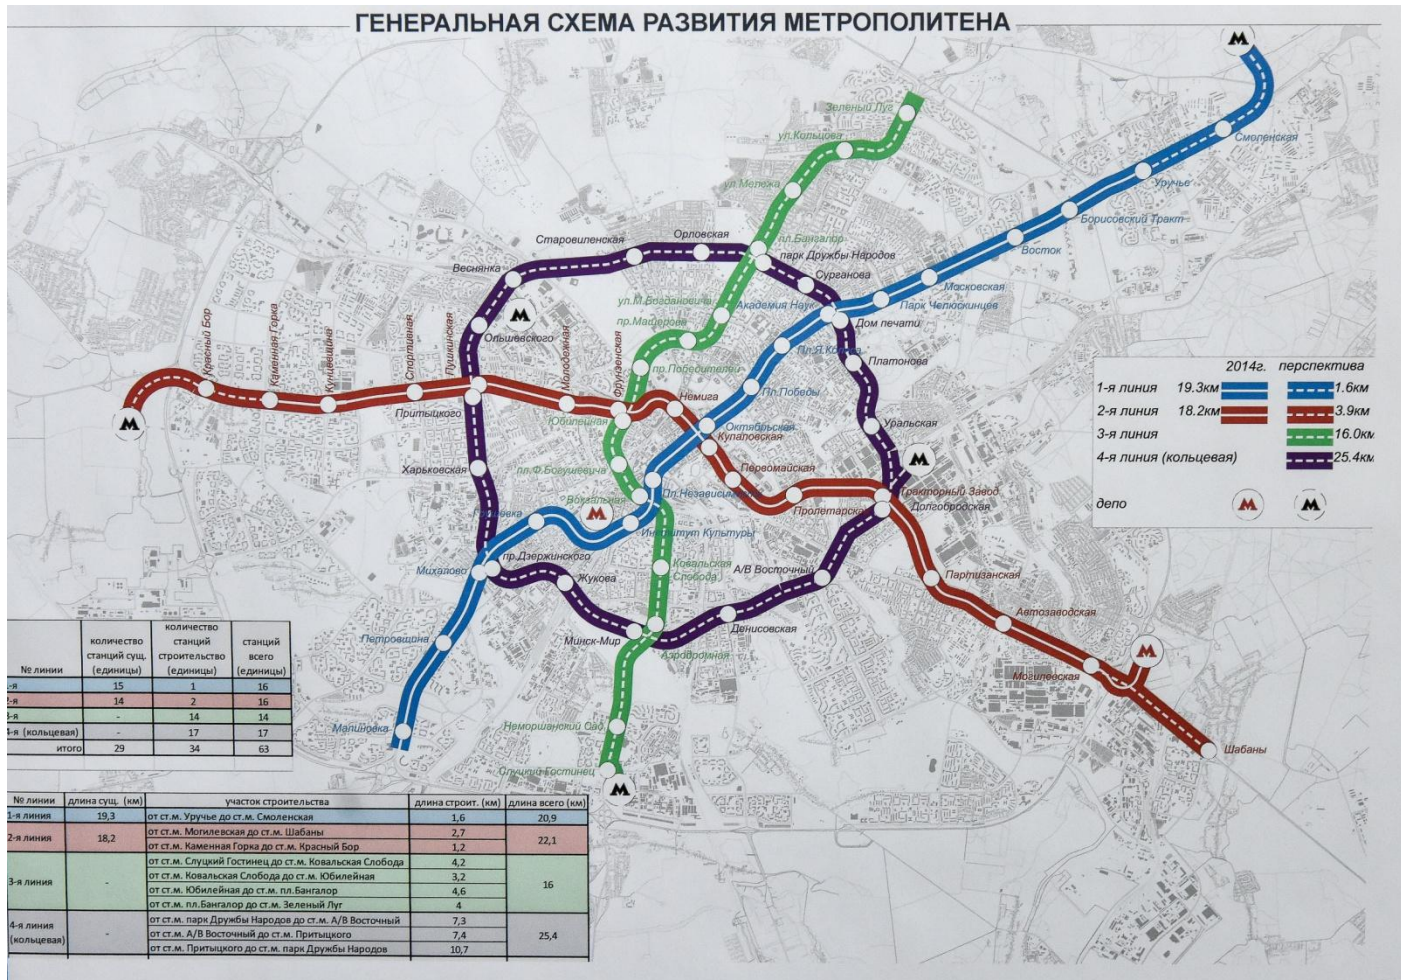 ГЕНЕРАЛЬНАЯ СХЕМА РАЗВИТИЯ МЕТРОПОЛИТЕНА
Зеленый Луг
ул.Кольцова
ул.Мележа
пл.Бангалор
парк Дружбы Народов
Сурганова
Орловская
Старовиленская
Веснянка
Ольшевского
Смоленская
Уручье
Борисовский Тракт
Восток
Московская
Парк Челюскинцев
Академия Наук
Дом печати
Платонова
Уральская
ул.М.Богдановича
пр.Машерова
пр.Победителей
Пл.Я.Коласа
Пл.Победы
Октябрьская
Купаловская
Немига
Фрунзенская
Юбилейная
Молодежная
Пушкинская
Притыцкого
Спортивная
Кунцевщина
Каменная Горка
Красный Бор
Харьковская
пл.Ф.Богушевича
Вокзальная
Пл.Независимости
Институт Культуры
Первомайская
Пролетарская
Тракторный Завод
Долгобродская
Партизанская
Автозаводская
Могилевская
Шабаны
А/В Восточный
Денисовская
Ковальская
Слобода
Аэродромная
Минск-Мир
Жукова
пр.Дзержинского
Михалово
Петровщина
Малиновка
Неморшанский Сад
Слуцкий Гостинец
2014г. перспектива
1-я линия 19.3км 1.6км
2-я линия 18.2км 3.9км
3-я линия 16.0км
4-я линия (кольцевая) 25.4км
депо
№ линии количество станций сущ. (единицы) количество станций строительство (единицы) станций всего (единицы)
1-я 15 1 16
2-я 14 2 16
3-я - 14 14
4-я (кольцевая) - 17 17
итого 29 34 63
№ линии длина сущ. (км) участок строительства длина строит. (км) длина всего (км)
1-я линия 19,3 от ст.м. Уручье до ст.м. Смоленская 1,6 20,9
2-я линия 18,2 от ст.м. Могилевская до ст.м. Шабаны 2,7 22,1
от ст.м. Каменная Горка до ст.м. Красный Бор 1,2
3-я линия - от ст.м. Слуцкий Гостинец до ст.м. Ковальская Слобода 4,2 16
от ст.м. Ковальская Слобода до ст.м. Юбилейная 3,2
от ст.м. Юбилейная до ст.м. пл.Бангалор 4,6
от ст.м. пл.Бангалор до ст.м. Зеленый Луг 4
4-я линия (кольцевая) - от ст.м. парк Дружбы Народов до ст.м. А/В Восточный 7,3 25,4
от ст.м. А/В Восточный до ст.м. Притыцкого 7,4
от ст.м. Притыцкого до ст.м. парк Дружбы Народов 10,7